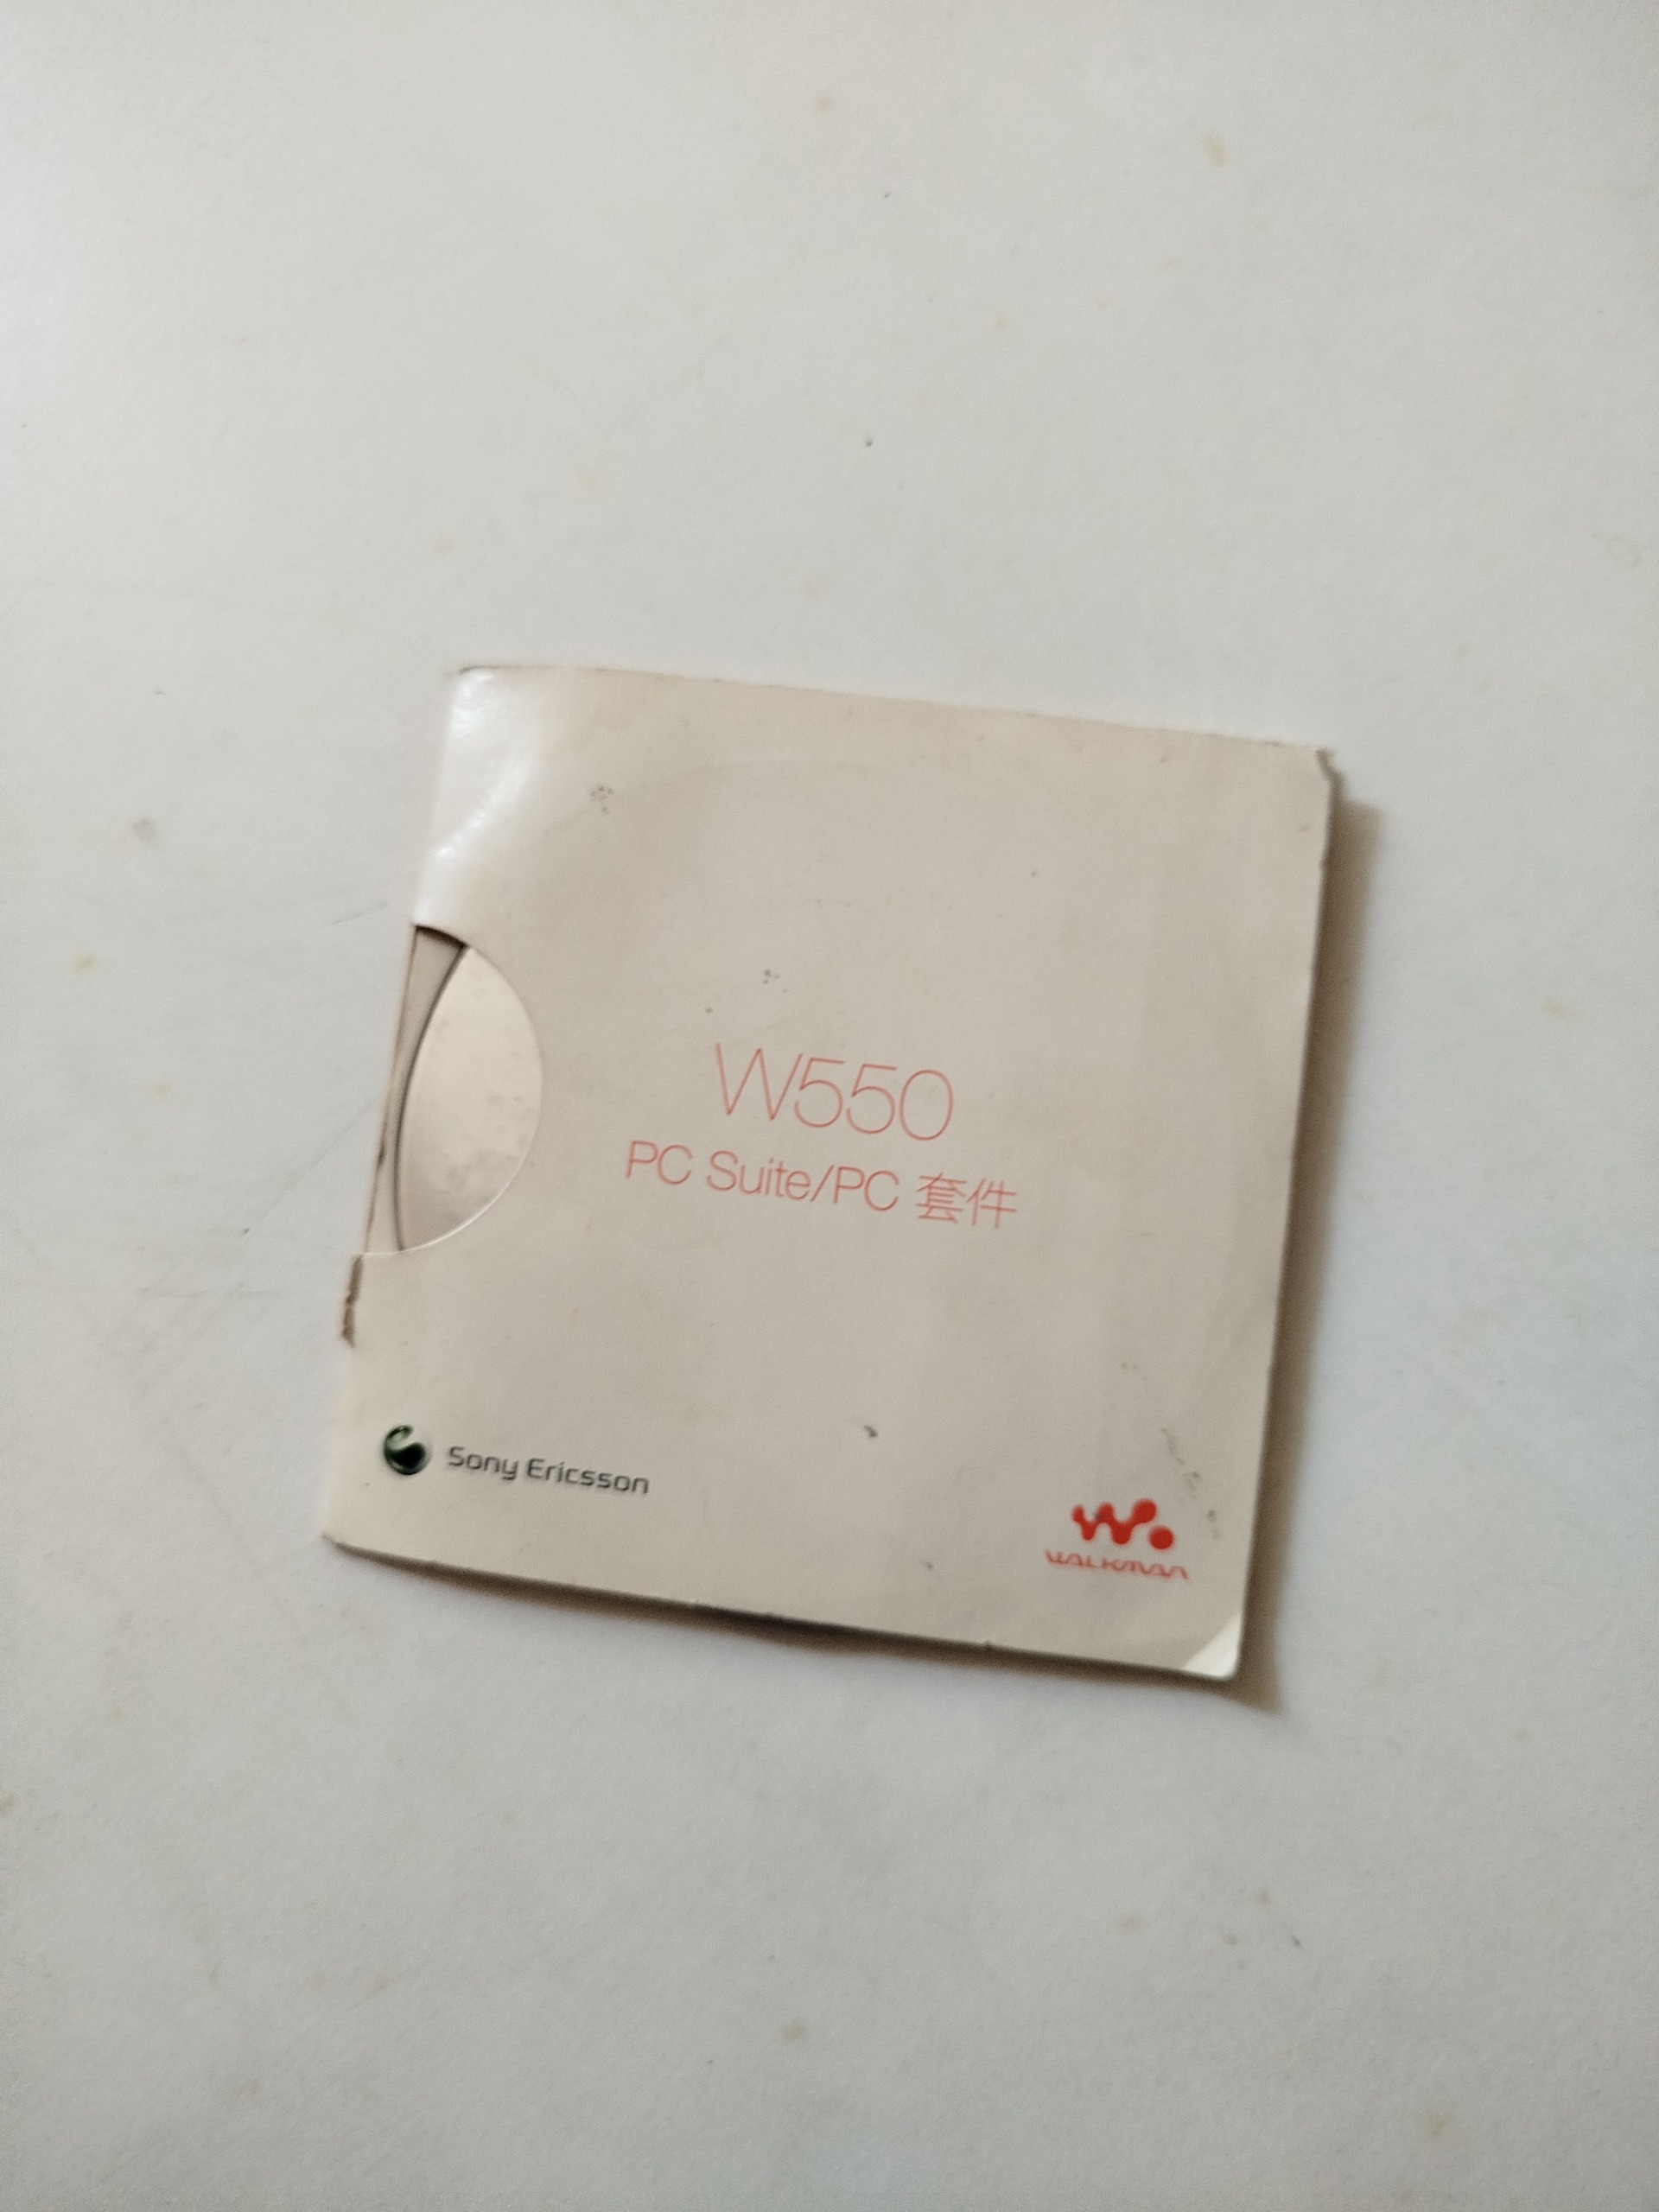 W550
PC Suite/PC 套件
Sony Ericsson
WALKMAN